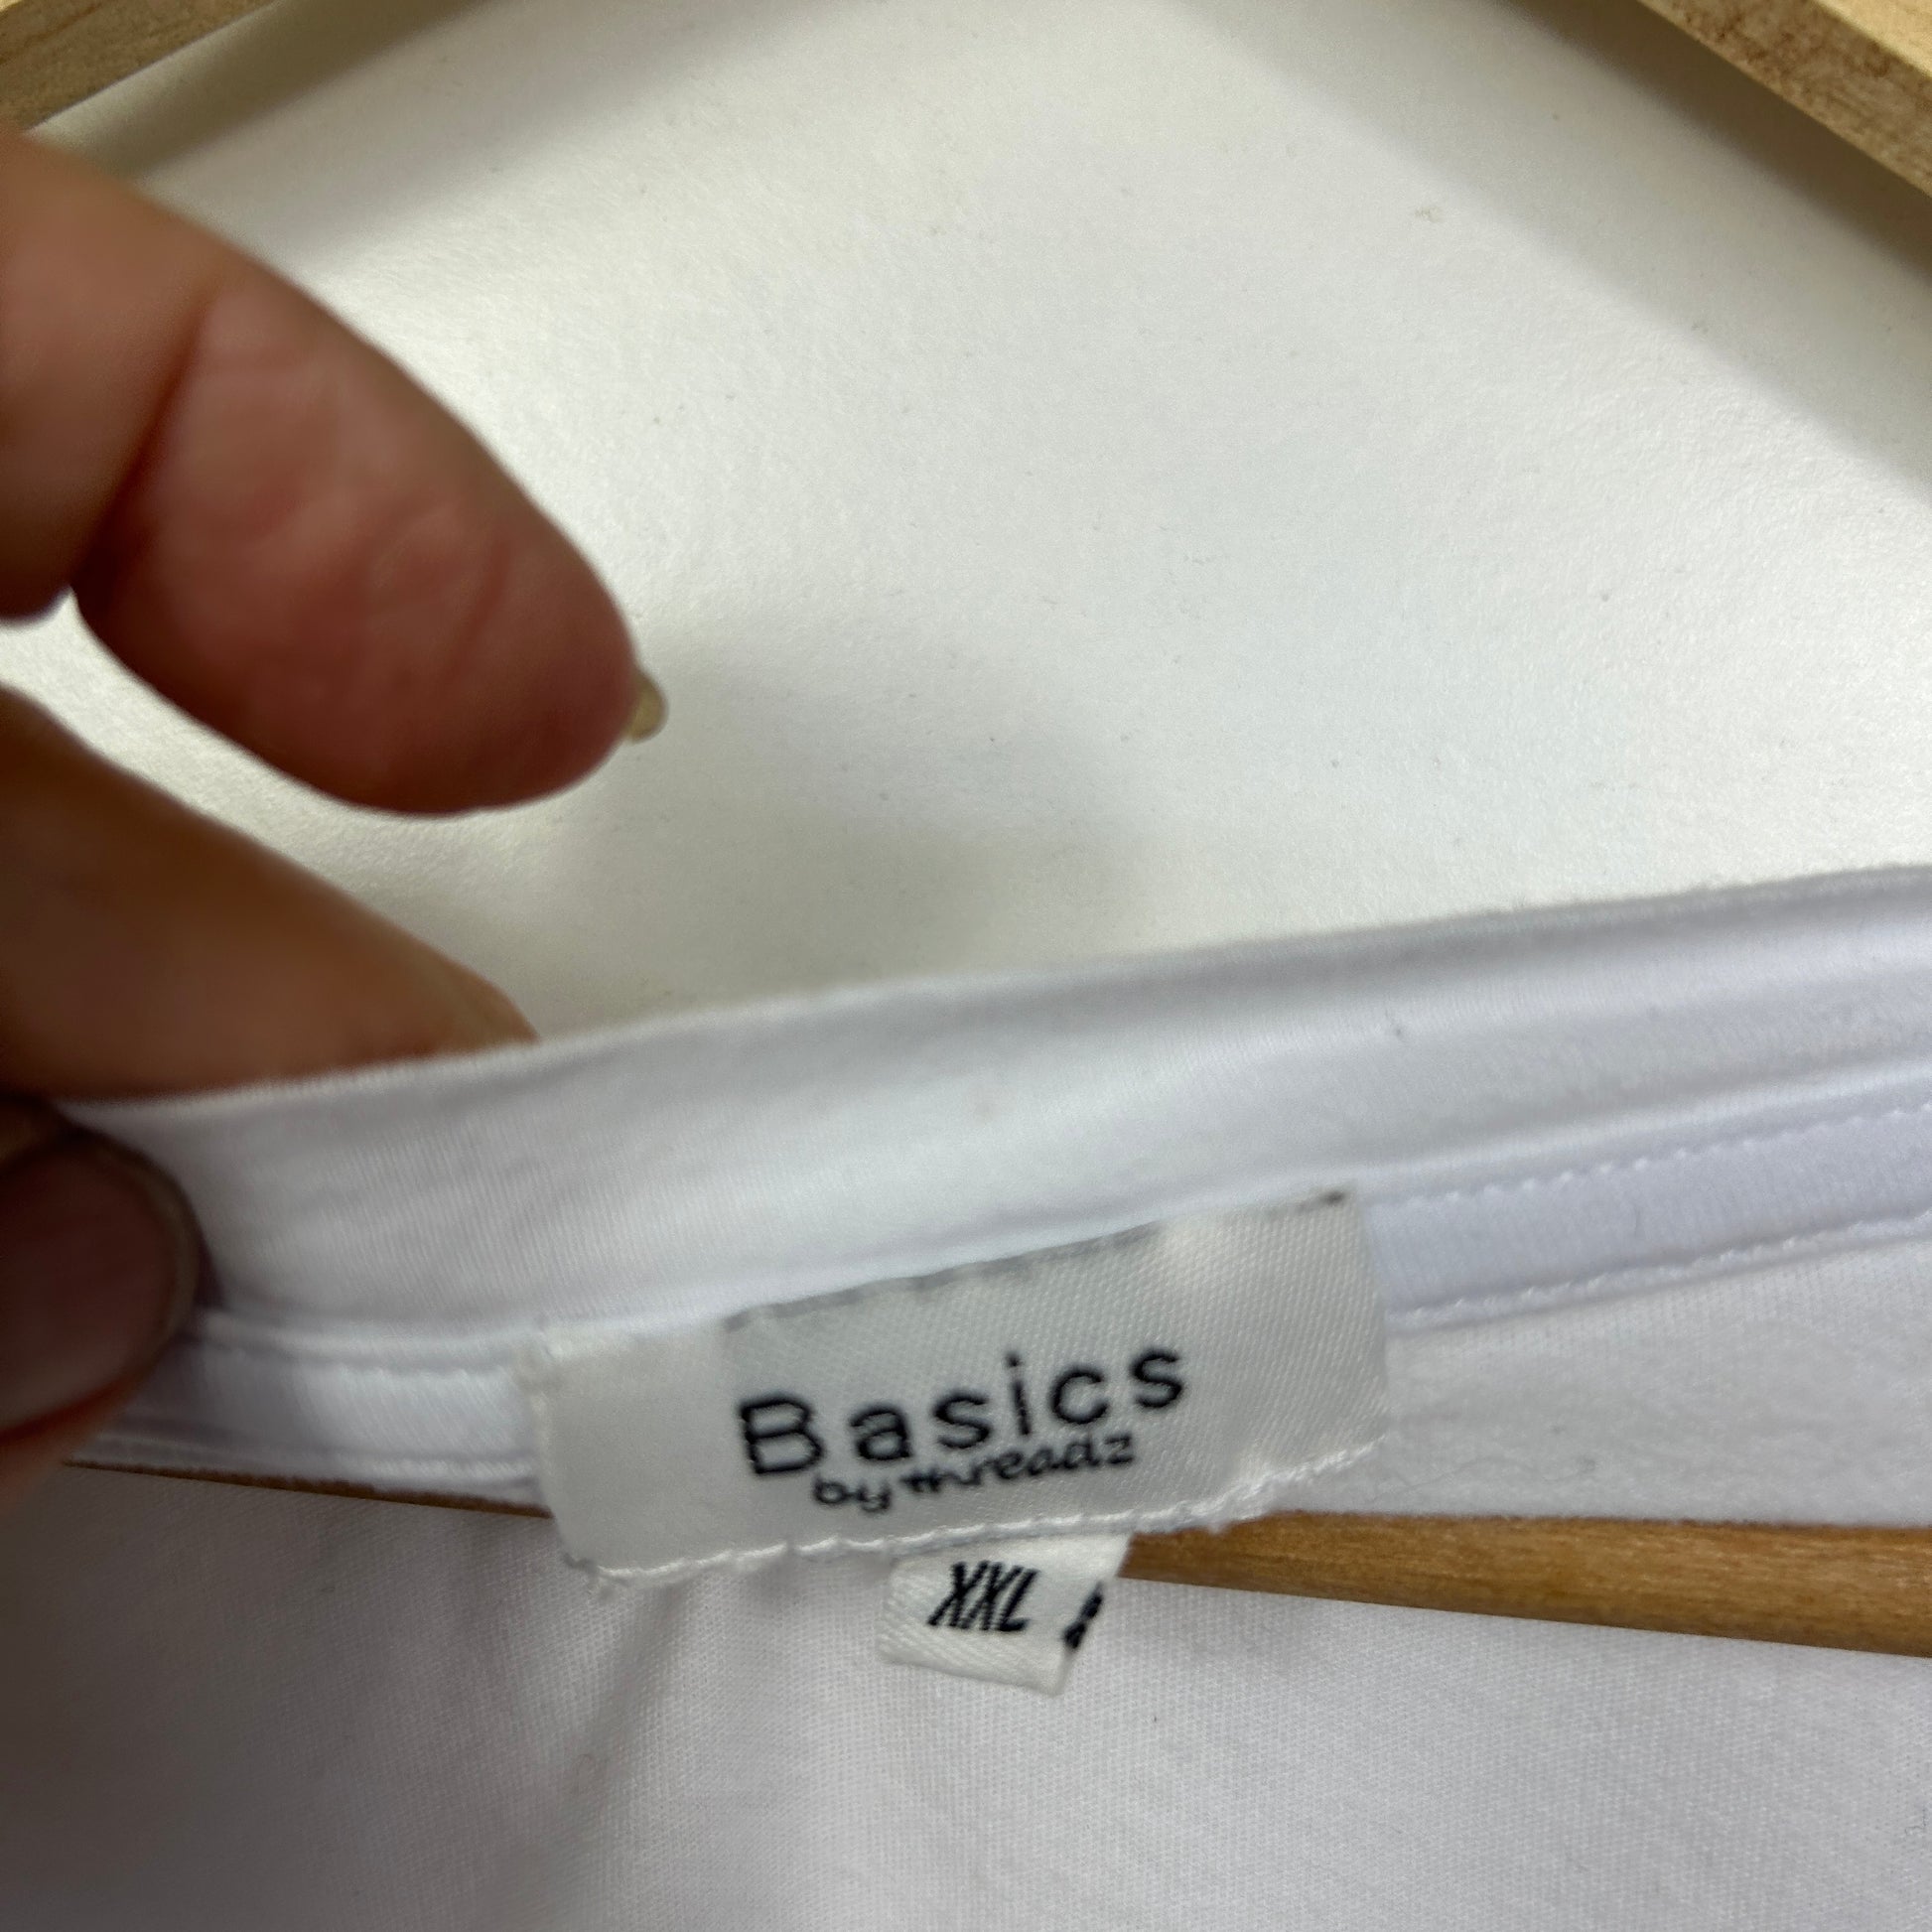 Basics
by threadz
XXL